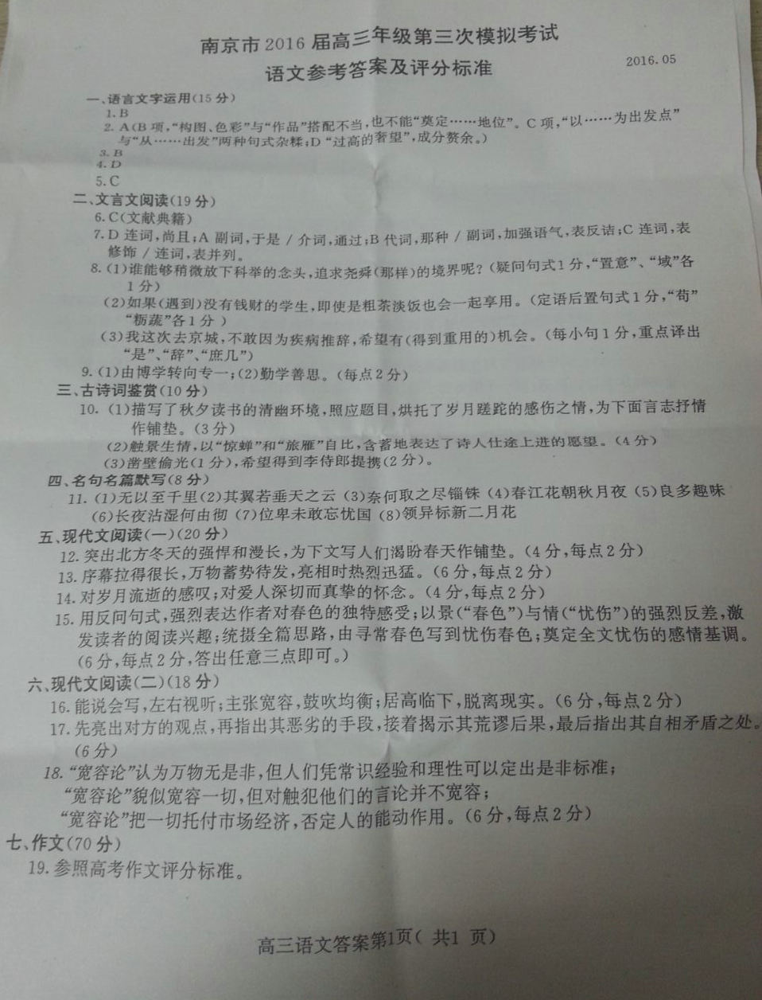 南京市2016届高三年级第三次模拟考试
语文参考答案及评分标准
2016.05
一、语言文字运用(15分)
1.B
2. A(B项,“构图、色彩”与“作品”搭配不当,也不能“奠定……地位”。C项,“以……为出发点”
与“从……出发”两种句式杂糅;D“过高的奢望”,成分赘余。)
3. B
4. D
5. C
二、文言文阅读(19分)
6. C(文献典籍)
7. D 连词,尚且;A 副词,于是 / 介词,通过;B 代词,那种 / 副词,加强语气,表反诘;C 连词,表
修饰 / 连词,表并列。
8. (1)谁能够稍微放下科举的念头,追求尧舜(那样)的境界呢?(疑问句式1分,“置意”、“域”各
1分)
(2)如果(遇到)没有钱财的学生,即使是粗茶淡饭也会一起享用。(定语后置句式1分,“苟”
“粝蔬”各1分 )
(3)我这次去京城,不敢因为疾病推辞,希望有(得到重用的)机会。(每小句1分,重点译出
“是”、“辞”、“庶几”)
9. (1)由博学转向专一;(2)勤学善思。(每点2分)
三、古诗词鉴赏(10分)
10. (1)描写了秋夕读书的清幽环境,照应题目,烘托了岁月蹉跎的感伤之情,为下面言志抒情
作铺垫。(3分)
(2)触景生情,以“惊蝉”和“旅雁”自比,含蓄地表达了诗人仕途上进的愿望。(4分)
(3)凿壁偷光(1分),希望得到李侍郎提携(2分)。
四、名句名篇默写(8分)
11. (1)无以至千里(2)其翼若垂天之云 (3)奈何取之尽锱铢 (4)春江花朝秋月夜 (5)良多趣味
(6)长夜沾湿何由彻 (7)位卑未敢忘忧国 (8)领异标新二月花
五、现代文阅读(一)(20分)
12. 突出北方冬天的强悍和漫长,为下文写人们渴盼春天作铺垫。(4分,每点2分)
13. 序幕拉得很长,万物蓄势待发,亮相时热烈迅猛。(6分,每点2分)
14. 对岁月流逝的感叹;对爱人深切而真挚的怀念。(4分,每点2分)
15. 用反问句式,强烈表达作者对春色的独特感受;以景(“春色”)与情(“忧伤”)的强烈反差,激
发读者的阅读兴趣;统摄全篇思路,由寻常春色写到忧伤春色;奠定全文忧伤的感情基调。
(6分,每点2分,答出任意三点即可。)
六、现代文阅读(二)(18分)
16. 能说会写,左右视听;主张宽容,鼓吹均衡;居高临下,脱离现实。(6分,每点2分)
17. 先亮出对方的观点,再指出其恶劣的手段,接着揭示其荒谬后果,最后指出其自相矛盾之处。
(6分)
18. “宽容论”认为万物无是非,但人们凭常识经验和理性可以定出是非标准;
“宽容论”貌似宽容一切,但对触犯他们的言论并不宽容;
“宽容论”把一切托付市场经济,否定人的能动作用。(6分,每点2分)
七、作文(70分)
19. 参照高考作文评分标准。
高三语文答案第1页( 共1 页)